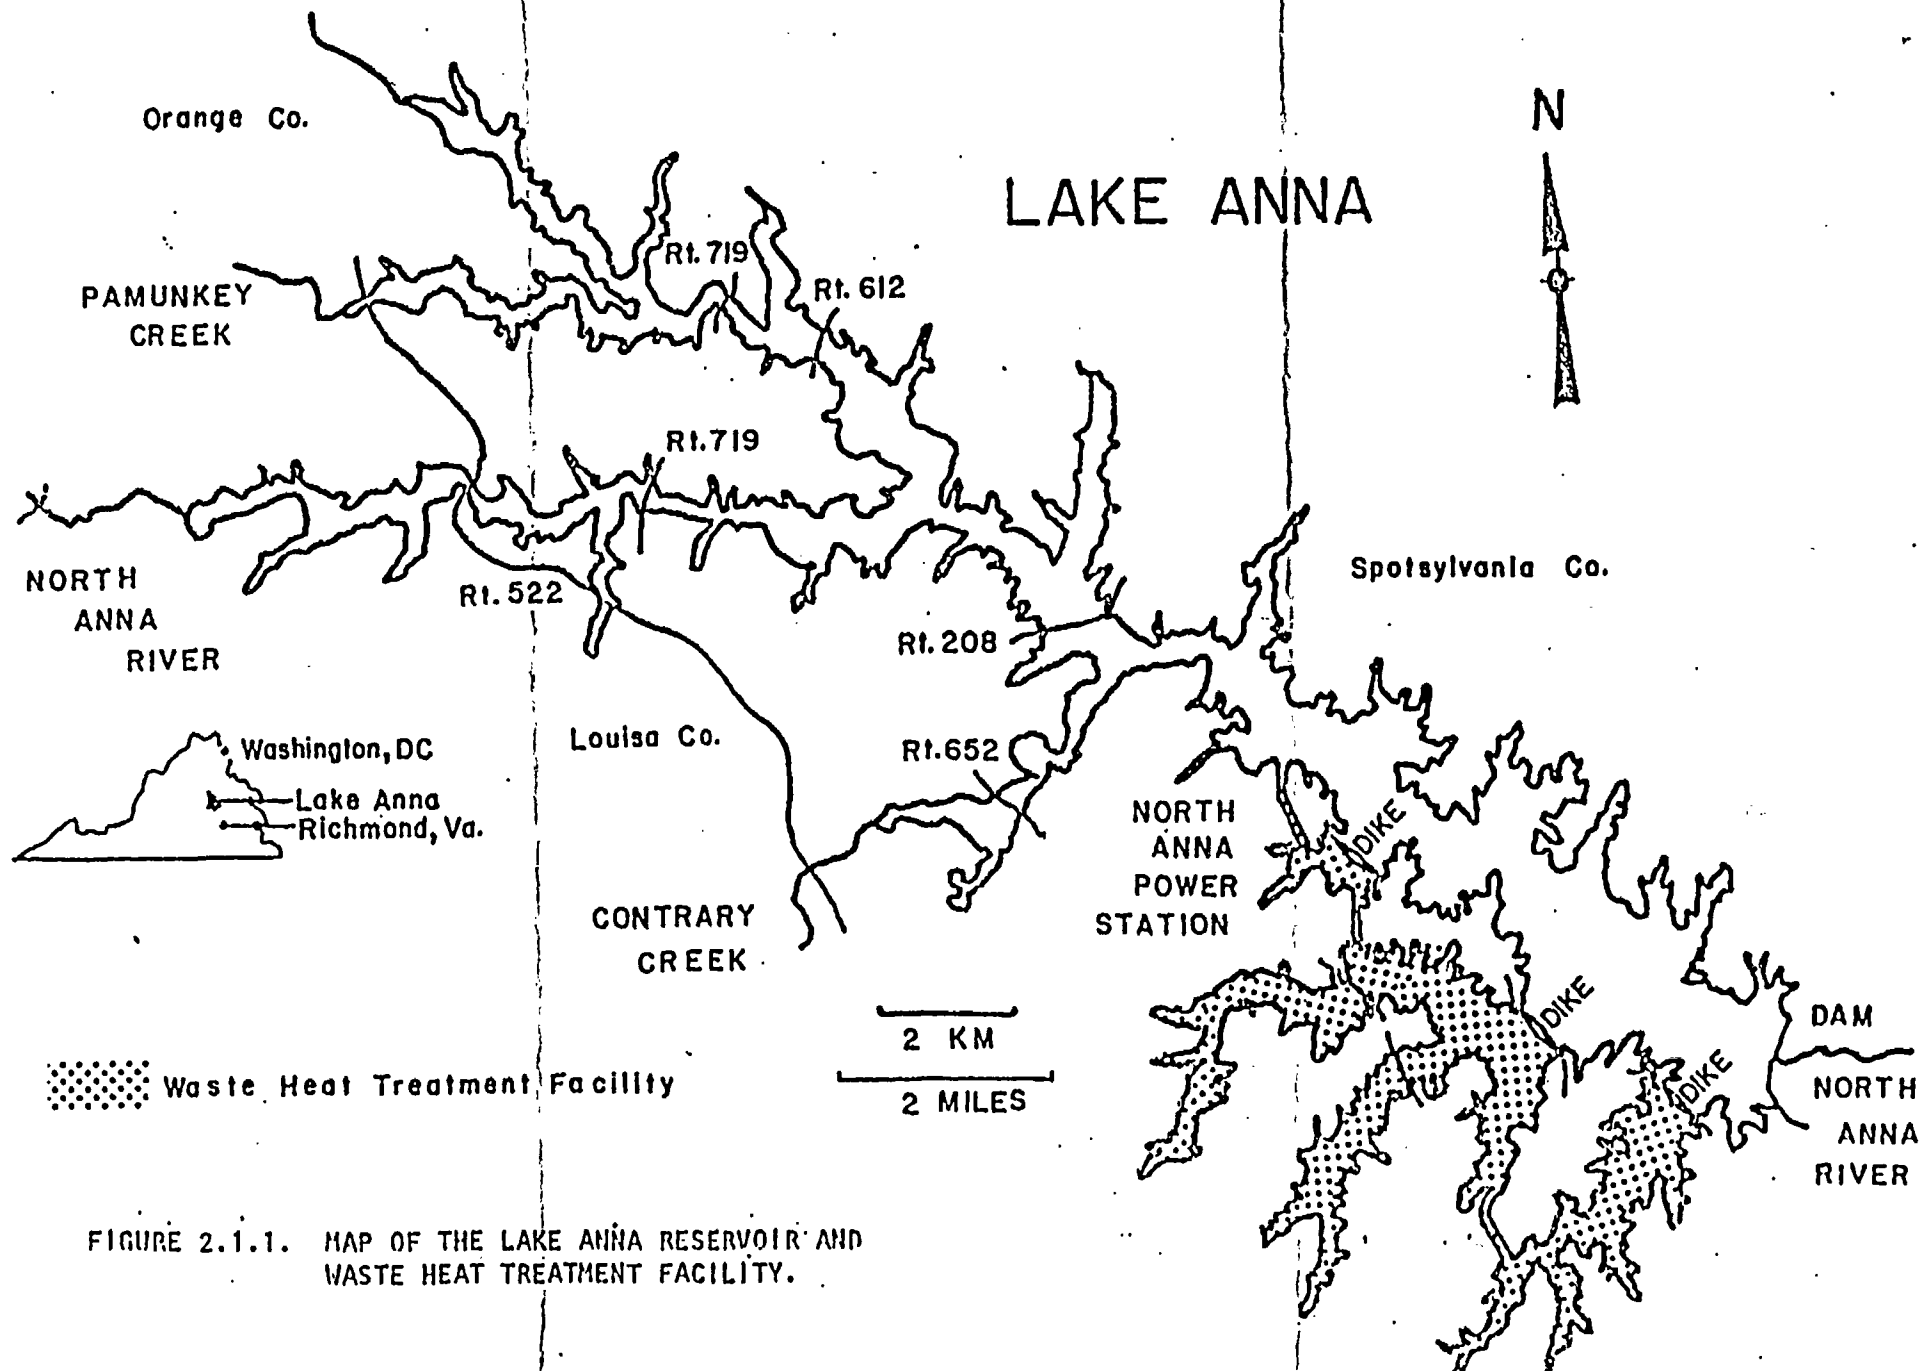 Orange Co.
N
LAKE ANNA
Rt. 719
Rt. 612
PAMUNKEY
CREEK
Rt. 719
Spotsylvania Co.
NORTH
ANNA
RIVER
Rt. 522
Rt. 208
Louisa Co.
Rt. 652
Washington, DC
Lake Anna
Richmond, Va.
NORTH
ANNA
POWER
STATION
DIKE
CONTRARY
CREEK
DIKE
DAM
2 KM
DIKE
Waste Heat Treatment Facility
2 MILES
NORTH
ANNA
RIVER
FIGURE 2.1.1. MAP OF THE LAKE ANNA RESERVOIR AND
WASTE HEAT TREATMENT FACILITY.